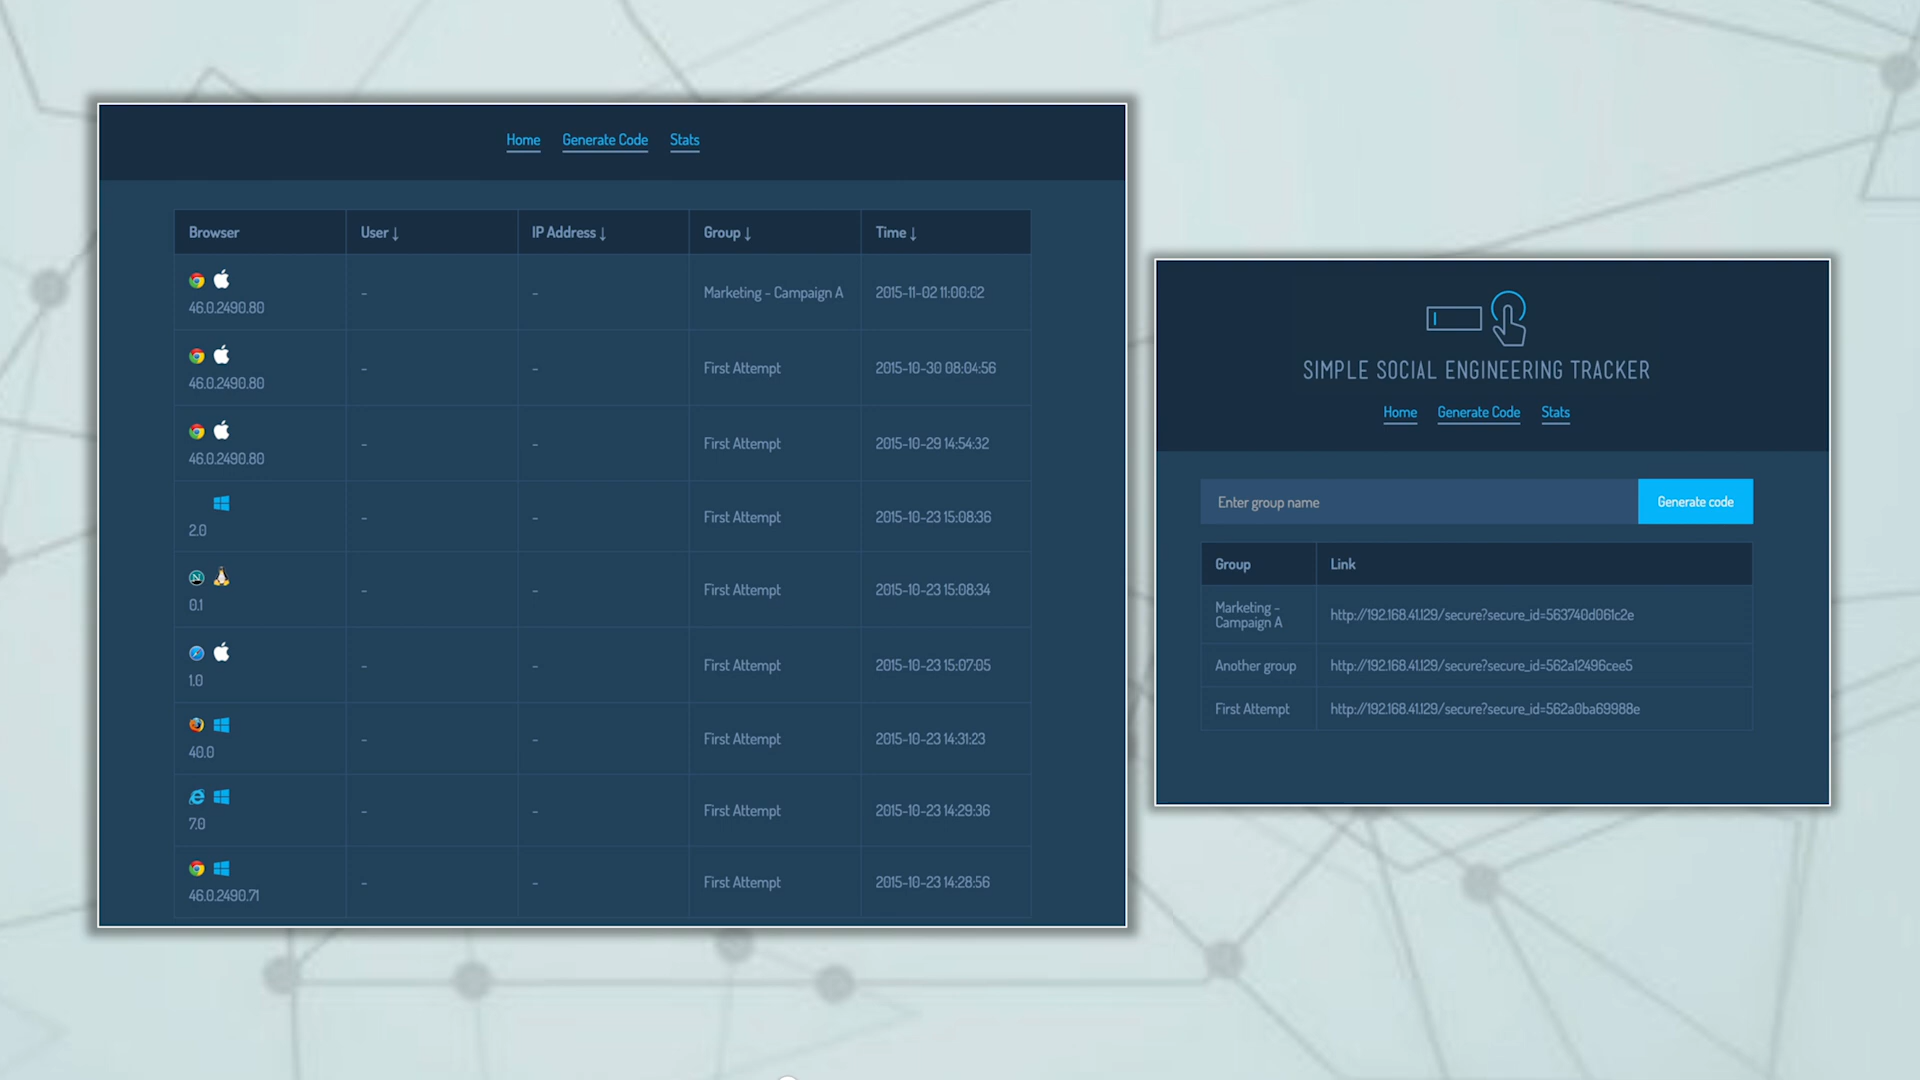 Home Generate Code Stats
Browser User ↓ IP Address ↓ Group ↓ Time ↓
46.0.2490.80 - - Marketing - Campaign A 2015-11-02 11:00:02
46.0.2490.80 - - First Attempt 2015-10-30 08:04:56
46.0.2490.80 - - First Attempt 2015-10-29 14:54:32
2.0 - - First Attempt 2015-10-23 15:08:36
0.1 - - First Attempt 2015-10-23 15:08:34
1.0 - - First Attempt 2015-10-23 15:07:05
40.0 - - First Attempt 2015-10-23 14:31:23
7.0 - - First Attempt 2015-10-23 14:29:36
46.0.2490.71 - - First Attempt 2015-10-23 14:28:56
SIMPLE SOCIAL ENGINEERING TRACKER
Home Generate Code Stats
Enter group name Generate code
Group Link
Marketing -
Campaign A http://192.168.41.129/secure?secure_id=563740d061c2e
Another group http://192.168.41.129/secure?secure_id=562a12496cee5
First Attempt http://192.168.41.129/secure?secure_id=562a0ba69988e